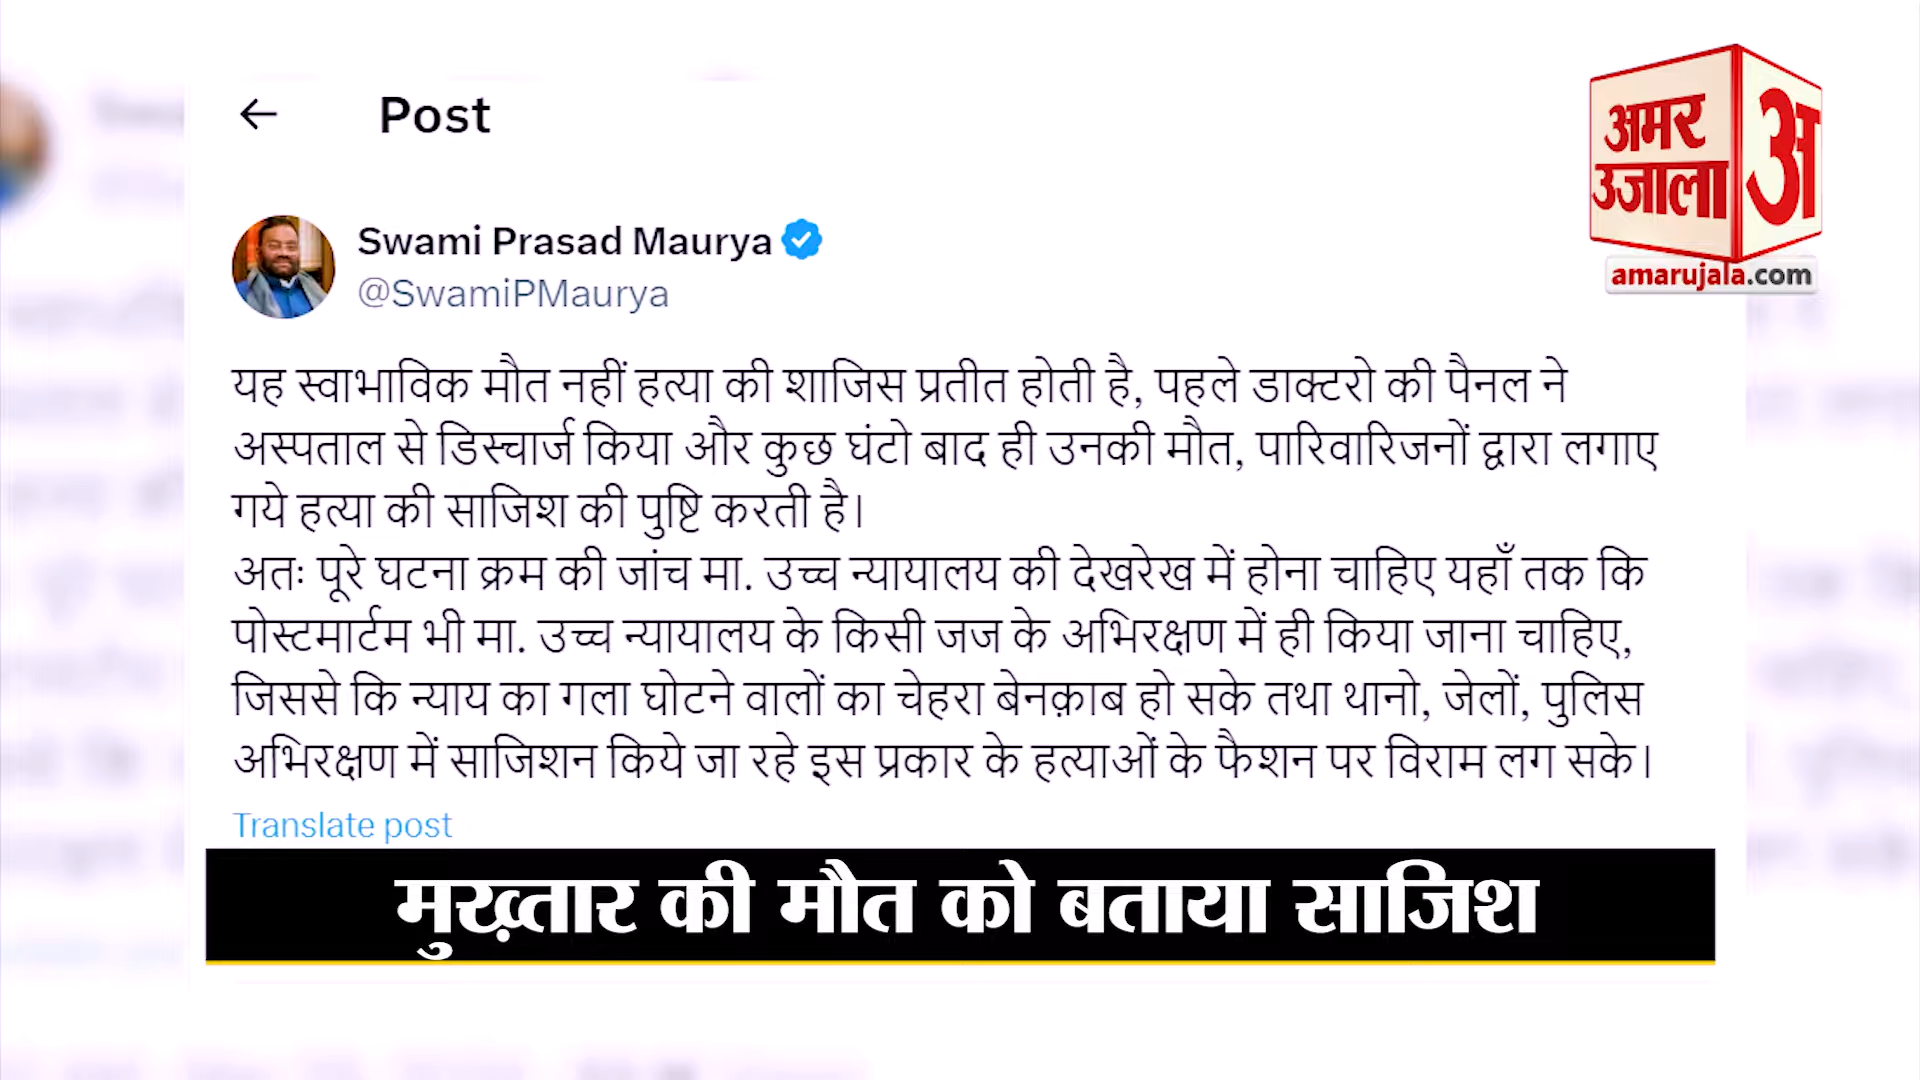 Post
अमर
उजाला
अ
amarujala.com
Swami Prasad Maurya
@SwamiPMaurya
यह स्वाभाविक मौत नहीं हत्या की शाजिस प्रतीत होती है, पहले डाक्टरो की पैनल ने
अस्पताल से डिस्चार्ज किया और कुछ घंटो बाद ही उनकी मौत, पारिवारिजनों द्वारा लगाए
गये हत्या की साजिश की पुष्टि करती है।
अतः पूरे घटना क्रम की जांच मा. उच्च न्यायालय की देखरेख में होना चाहिए यहाँ तक कि
पोस्टमार्टम भी मा. उच्च न्यायालय के किसी जज के अभिरक्षण में ही किया जाना चाहिए,
जिससे कि न्याय का गला घोटने वालों का चेहरा बेनक़ाब हो सके तथा थानो, जेलों, पुलिस
अभिरक्षण में साजिशन किये जा रहे इस प्रकार के हत्याओं के फैशन पर विराम लग सके।
Translate post
मुख़्तार की मौत को बताया साजिश